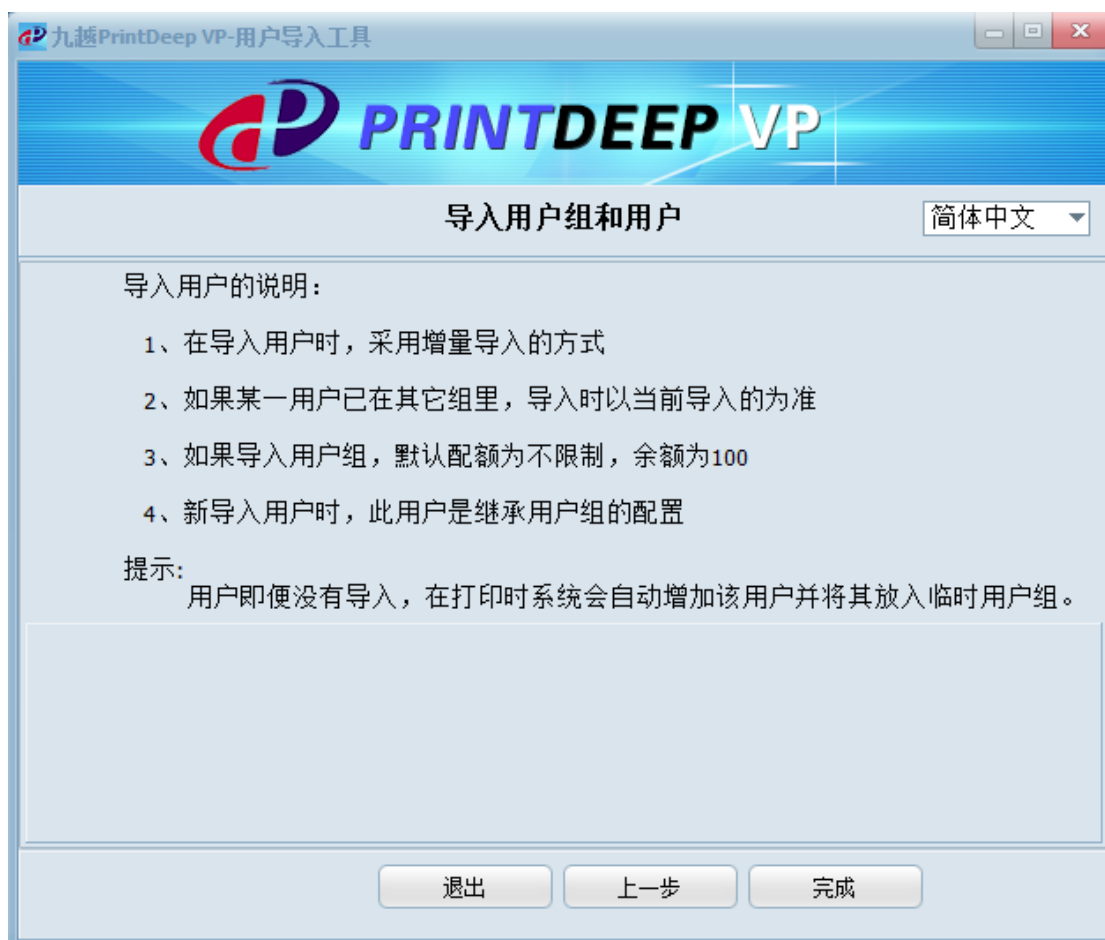 九越PrintDeep VP-用户导入工具
PRINTDEEP VP
导入用户组和用户
简体中文
导入用户的说明：
1、在导入用户时，采用增量导入的方式
2、如果某一用户已在其它组里，导入时以当前导入的为准
3、如果导入用户组，默认配额为不限制，余额为100
4、新导入用户时，此用户是继承用户组的配置
提示:
用户即便没有导入，在打印时系统会自动增加该用户并将其放入临时用户组。
退出
上一步
完成